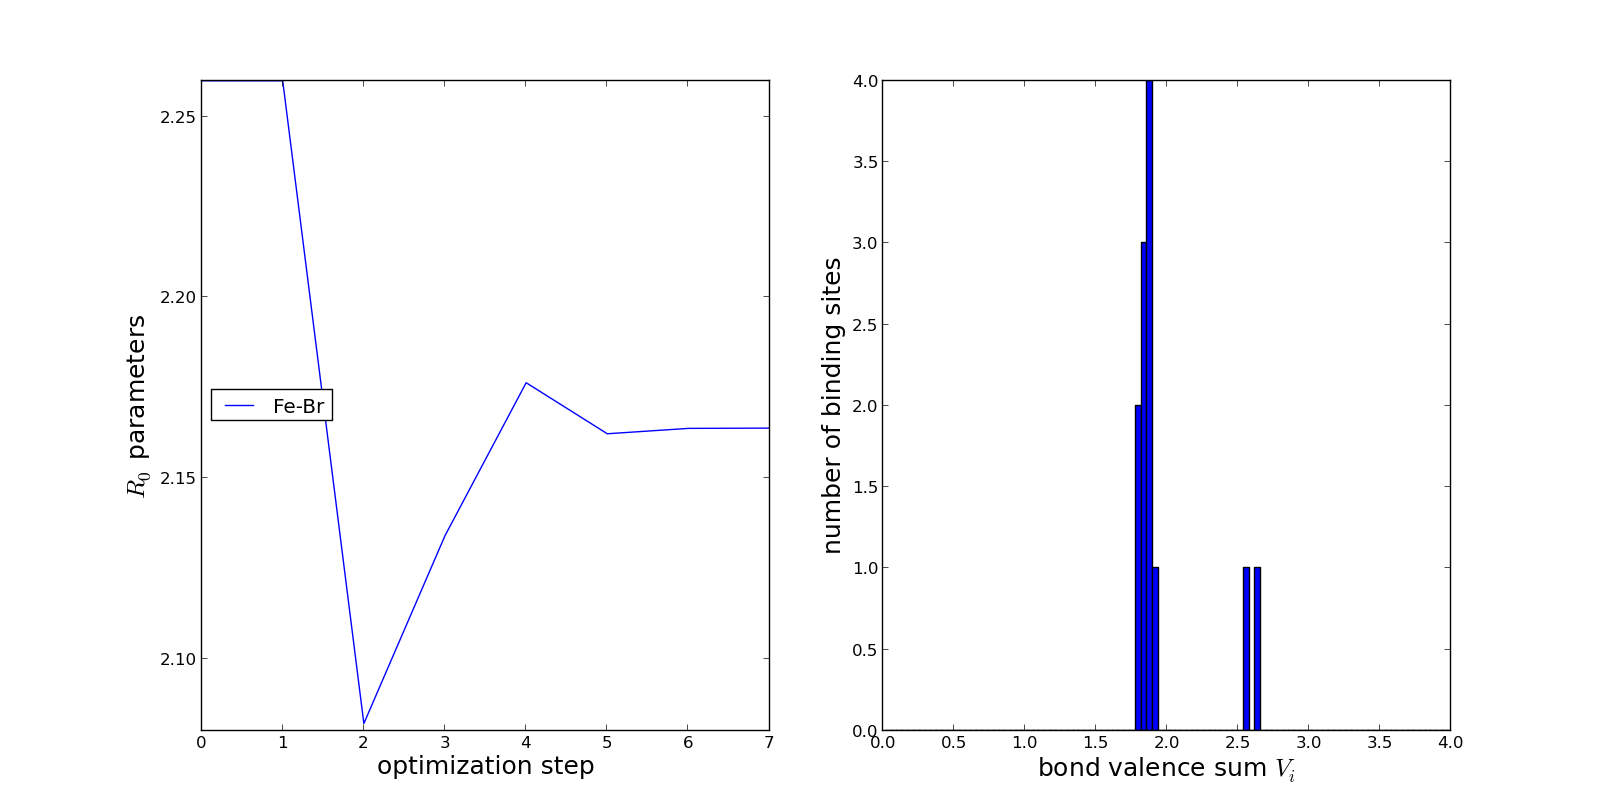 2.25
2.20
2.15
2.10
R0 parameters
Fe-Br
0 1 2 3 4 5 6 7
optimization step
4.0
3.5
3.0
2.5
2.0
1.5
1.0
0.5
0.0
number of binding sites
0.0 0.5 1.0 1.5 2.0 2.5 3.0 3.5 4.0
bond valence sum Vi